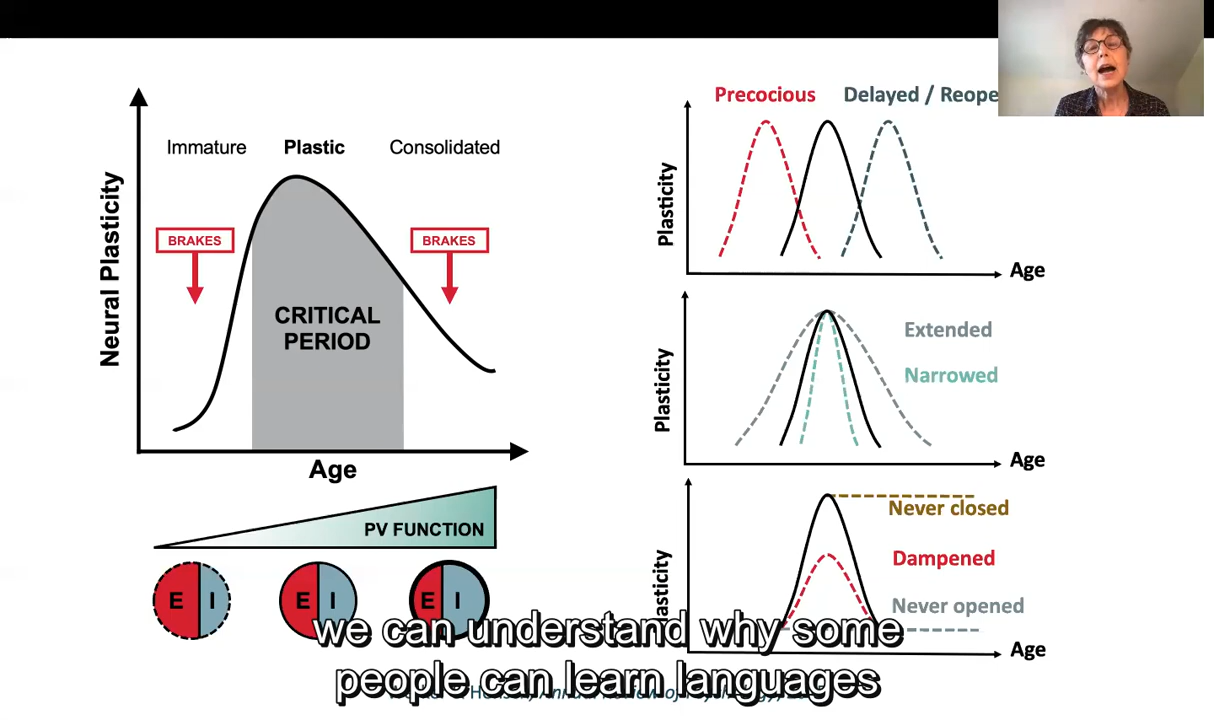 Immature Plastic Consolidated
BRAKES BRAKES
Neural Plasticity
CRITICAL
PERIOD
Age
PV FUNCTION
E I E I E I
Precocious Delayed / Reope
Plasticity
Age
Extended
Narrowed
Plasticity
Age
Never closed
Dampened
Never opened
Age
we can understand why some
people can learn languages